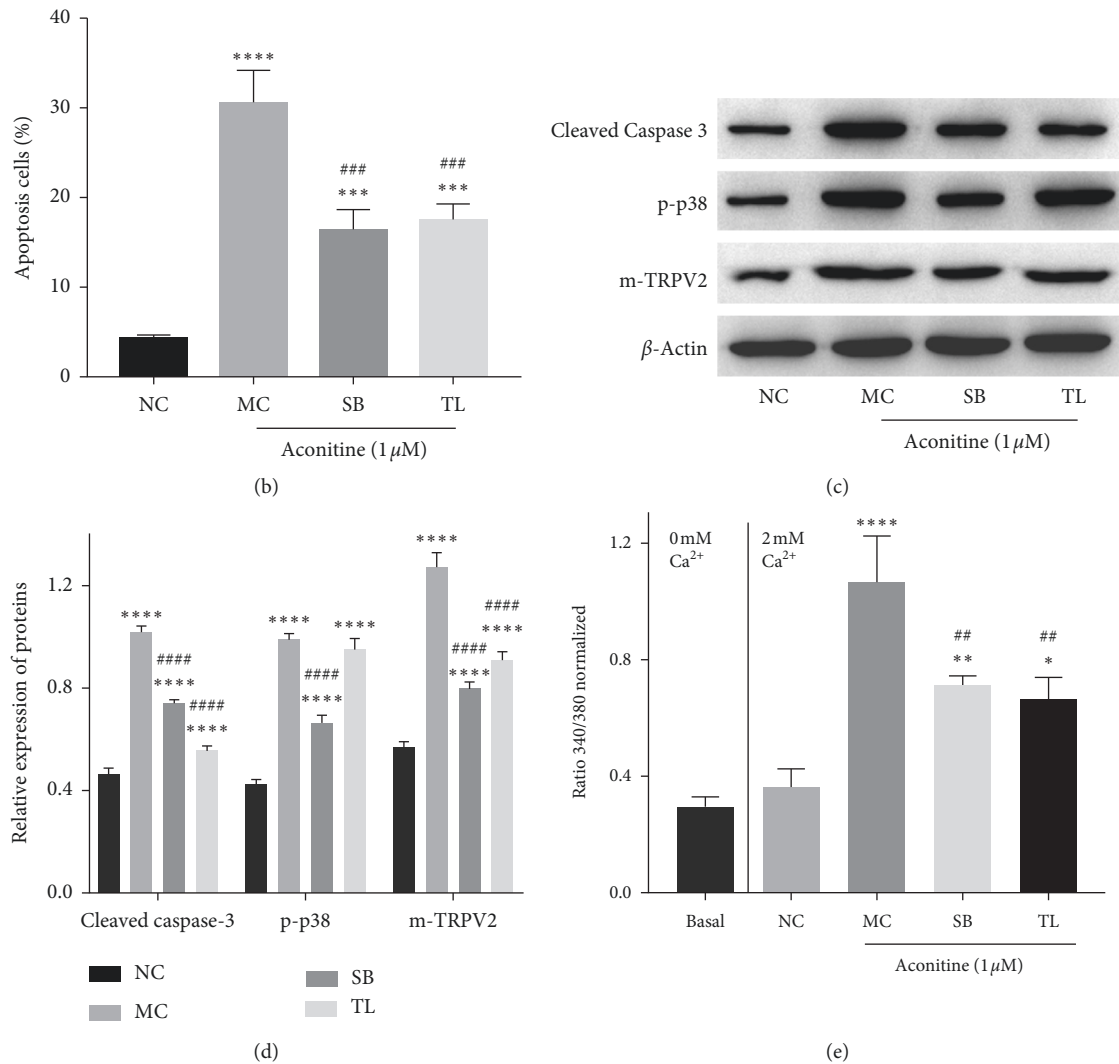 40
30
20
10
0
Apoptosis cells (%)
****
###
***
###
***
NC MC SB TL
Aconitine (1 μM)
(b)
Cleaved Caspase 3
p-p38
m-TRPV2
β-Actin
NC MC SB TL
Aconitine (1 μM)
(c)
1.2
0.8
0.4
0.0
Relative expression of proteins
****
####
****
####
****
****
####
****
****
****
####
****
####
****
Cleaved caspase-3 p-p38 m-TRPV2
NC
MC
SB
TL
(d)
1.2
0.8
0.4
0.0
Ratio 340/380 normalized
0 mM
Ca²⁺
2 mM
Ca²⁺
****
##
**
##
*
Basal NC MC SB TL
Aconitine (1μM)
(e)